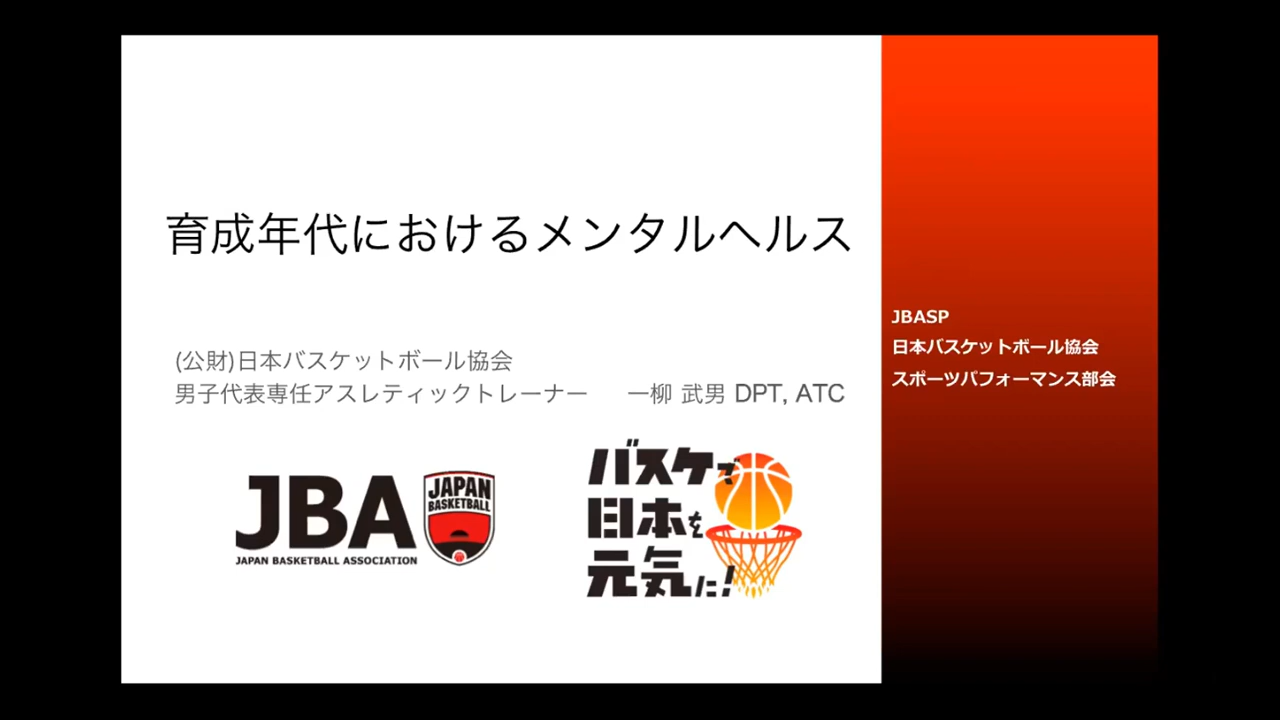 育成年代におけるメンタルヘルス
(公財)日本バスケットボール協会
男子代表専任アスレティックトレーナー 一柳 武男 DPT, ATC
JBA
JAPAN BASKETBALL ASSOCIATION
JAPAN
BASKETBALL
バスケで
日本を
元気に!
JBASP
日本バスケットボール協会
スポーツパフォーマンス部会